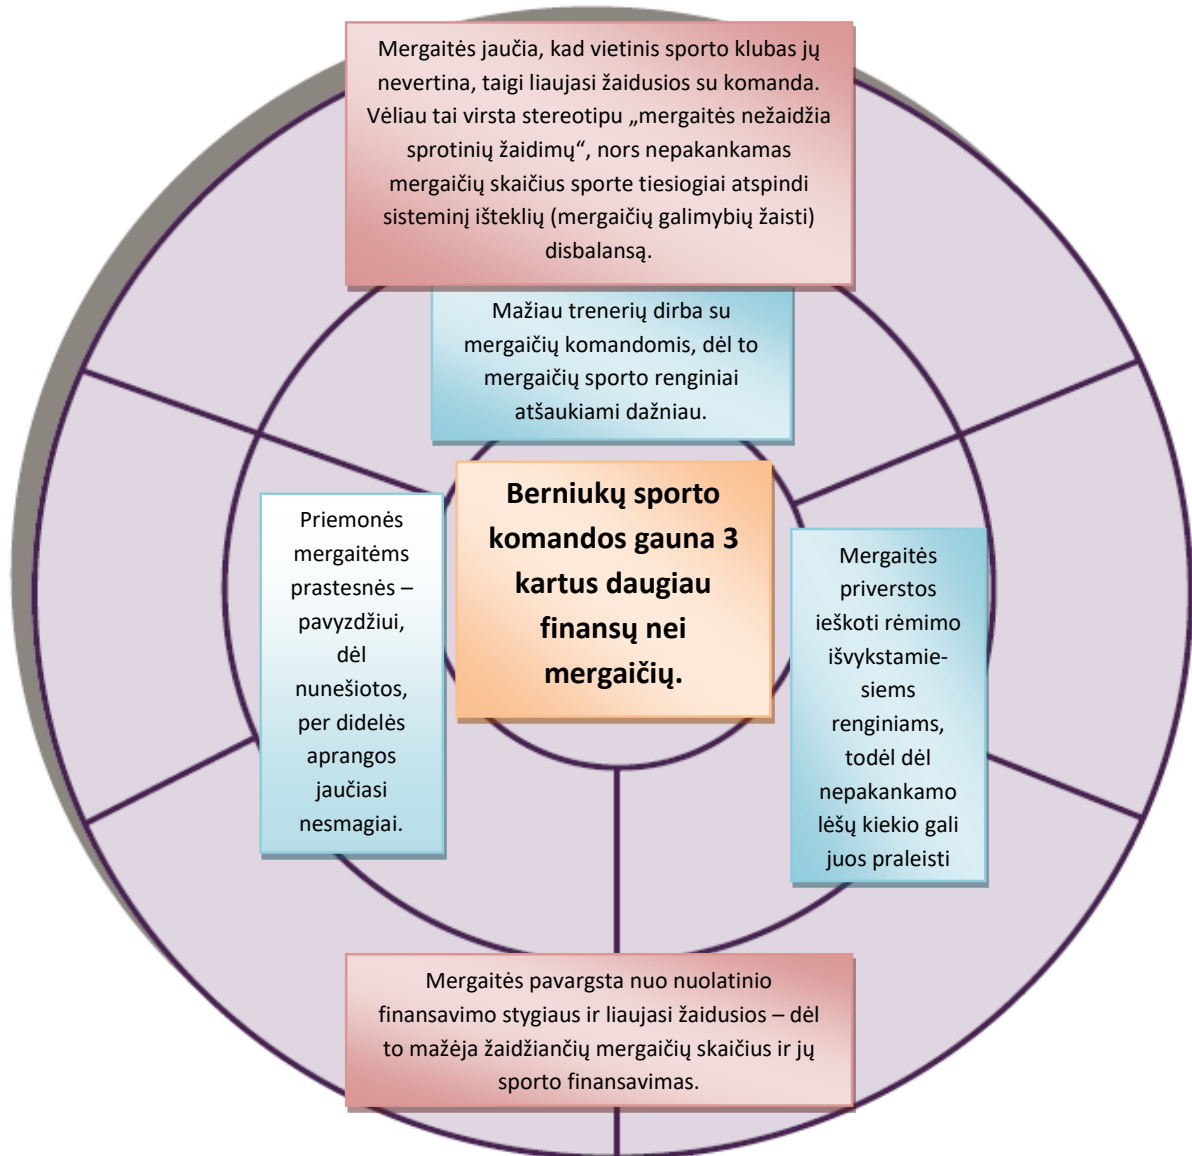 Mergaitės jaučia, kad vietinis sporto klubas jų
nevertina, taigi liaujasi žaidusios su komanda.
Vėliau tai virsta stereotipu „mergaitės nežaidžia
sprotinių žaidimų“, nors nepakankamas
mergaičių skaičius sporte tiesiogiai atspindi
sisteminį išteklių (mergaičių galimybių žaisti)
disbalansą.
Mažiau trenerių dirba su
mergaičių komandomis, dėl to
mergaičių sporto renginiai
atšaukiami dažniau.
Priemonės
mergaitėms
prastesnės –
pavyzdžiui,
dėl
nunešiotos,
per didelės
aprangos
jaučiasi
nesmagiai.
Berniukų sporto
komandos gauna 3
kartus daugiau
finansų nei
mergaičių.
Mergaitės
priverstos
ieškoti rėmimo
išvykstamie-
siems
renginiams,
todėl dėl
nepakankamo
lėšų kiekio gali
juos praleisti
Mergaitės pavargsta nuo nuolatinio
finansavimo stygiaus ir liaujasi žaidusios – dėl
to mažėja žaidžiančių mergaičių skaičius ir jų
sporto finansavimas.